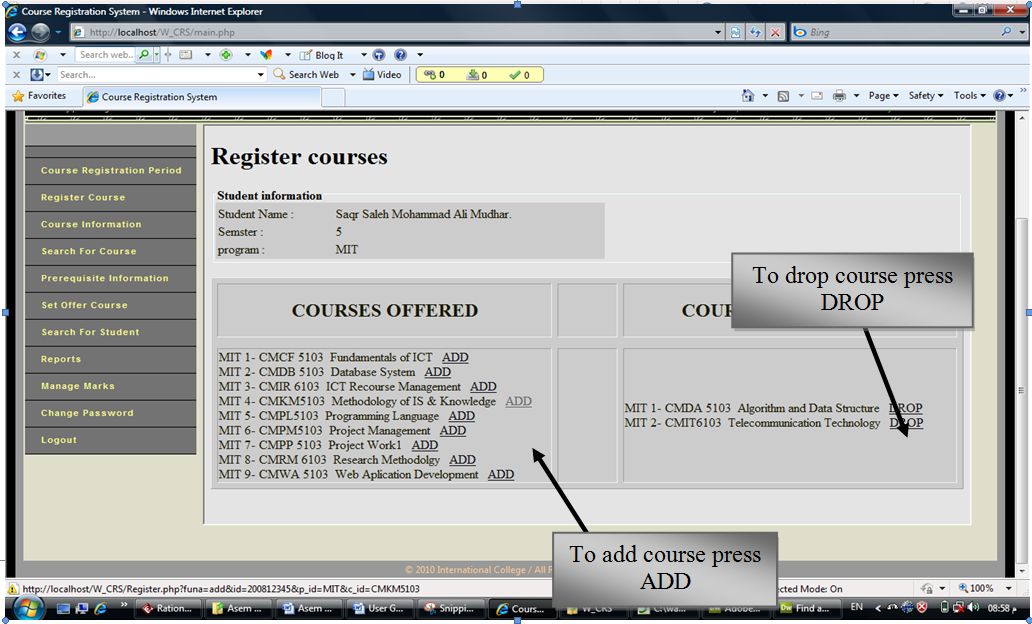 Course Registration System - Windows Internet Explorer
http://localhost/W_CRS/main.php
Bing
Search web...
Blog It
Search...
Search Web
Video
0
0
0
Favorites
Course Registration System
Page
Safety
Tools
Course Registration Period
Register Course
Course Information
Search For Course
Prerequisite Information
Set Offer Course
Search For Student
Reports
Manage Marks
Change Password
Logout
Register courses
Student information
Student Name : Saqr Saleh Mohammad Ali Mudhar.
Semster : 5
program : MIT
COURSES OFFERED
MIT 1- CMCF 5103 Fundamentals of ICT ADD
MIT 2- CMDB 5103 Database System ADD
MIT 3- CMIR 6103 ICT Recourse Management ADD
MIT 4- CMKM5103 Methodology of IS & Knowledge ADD
MIT 5- CMPL5103 Programming Language ADD
MIT 6- CMPM5103 Project Management ADD
MIT 7- CMPP 5103 Project Work1 ADD
MIT 8- CMRM 6103 Research Methodolgy ADD
MIT 9- CMWA 5103 Web Aplication Development ADD
To drop course press
DROP
MIT 1- CMDA 5103 Algorithm and Data Structure DROP
MIT 2- CMIT6103 Telecommunication Technology DROP
To add course press
ADD
© 2010 International College / All
http://localhost/W_CRS/Register.php?funa=add&id=200812345&p_id=MIT&c_id=CMKM5103
Mode: On
100%
Ration...
Asem ...
Asem ...
User G...
Snippi...
Cours...
W_CRS
Adobe...
Find a...
EN
08:58 م